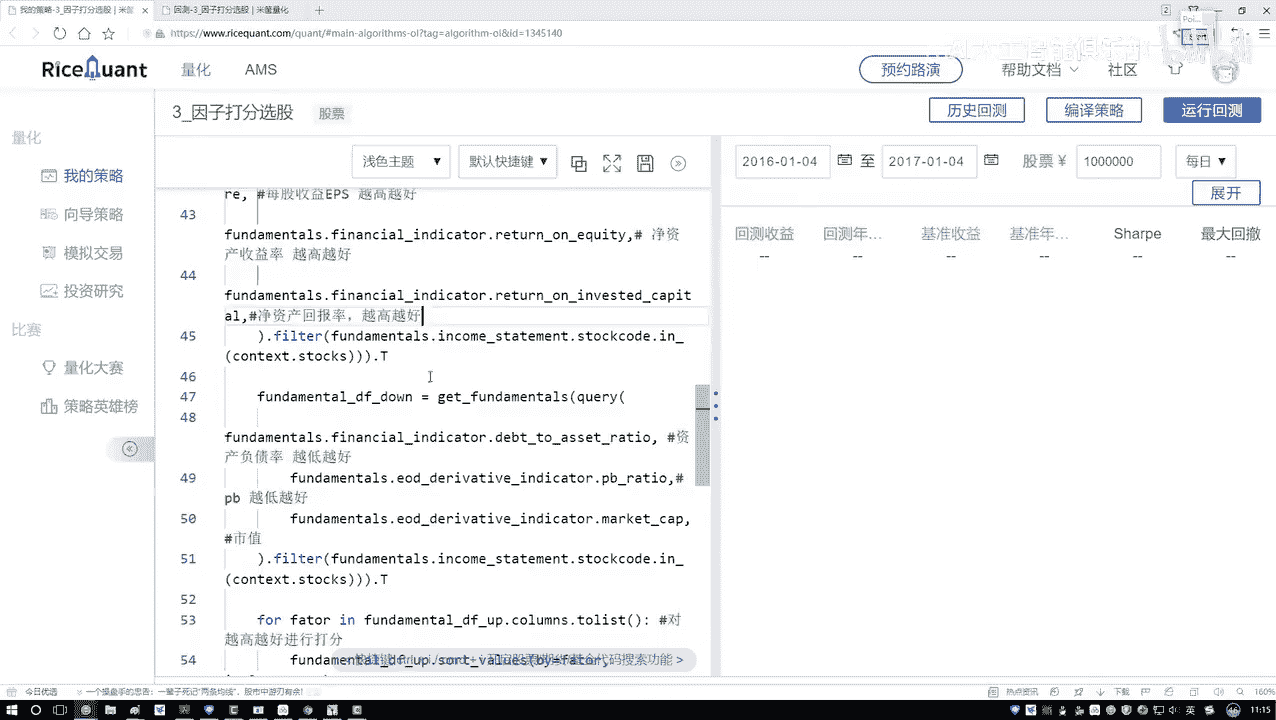 我的策略-3_因子打分选股 | 米筐量化
回测-3_因子打分选股 | 米筐量化
https://www.ricequant.com/quant/#main-algorithms-ol?tag=algorithm-ol&id=1345140
RiceQuant 量化 AMS 预约路演 帮助文档 社区
3_因子打分选股 股票 历史回测 编译策略 运行回测
量化
我的策略
向导策略
模拟交易
投资研究
比赛
量化大赛
策略英雄榜
浅色主题 ▼ 默认快捷键 ▼
re, #每股收益EPS 越高越好
43
fundamentals.financial_indicator.return_on_equity,# 净资
产收益率 越高越好
44
fundamentals.financial_indicator.return_on_invested_capit
al,#净资产回报率，越高越好
45 ).filter(fundamentals.income_statement.stockcode.in_
(context.stocks))).T
46
47 fundamental_df_down = get_fundamentals(query(
48
fundamentals.financial_indicator.debt_to_asset_ratio, #资
产负债率 越低越好
49 fundamentals.eod_derivative_indicator.pb_ratio,#
pb 越低越好
50 fundamentals.eod_derivative_indicator.market_cap,
#市值
51 ).filter(fundamentals.income_statement.stockcode.in_
(context.stocks))).T
52
53 for fator in fundamental_df_up.columns.tolist(): #对
越高越好进行打分
54 fundamental_df_up.sort_values(by=fator,
2016-01-04 至 2017-01-04 股票 ¥ 1000000 每日 ▼
展开
回测收益 回测年... 基准收益 基准年... Sharpe 最大回撤
-- -- -- -- -- --
今日优选 一个操盘手的忠告：一辈子死记"两条均线"，股市中游刃有余!
热点资讯 下载 160%
英 11:15